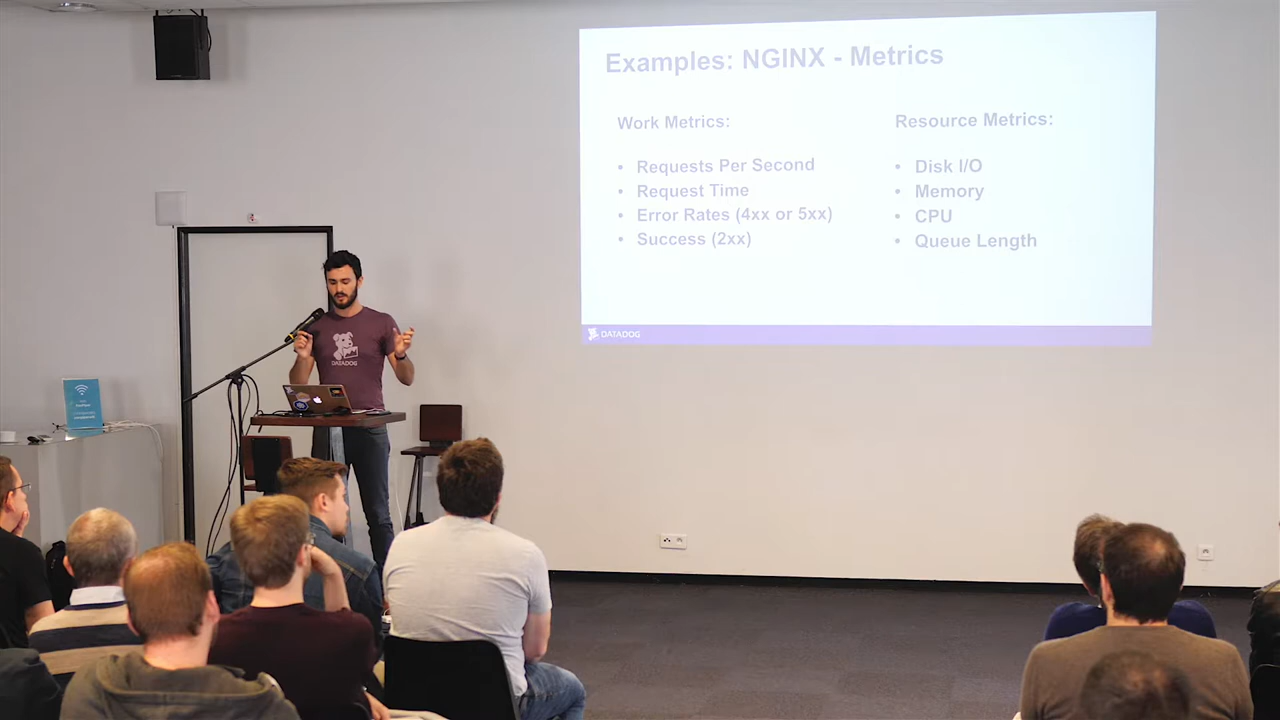 Examples: NGINX - Metrics
Work Metrics:
• Requests Per Second
• Request Time
• Error Rates (4xx or 5xx)
• Success (2xx)
Resource Metrics:
• Disk I/O
• Memory
• CPU
• Queue Length
DATADOG
DATADOG